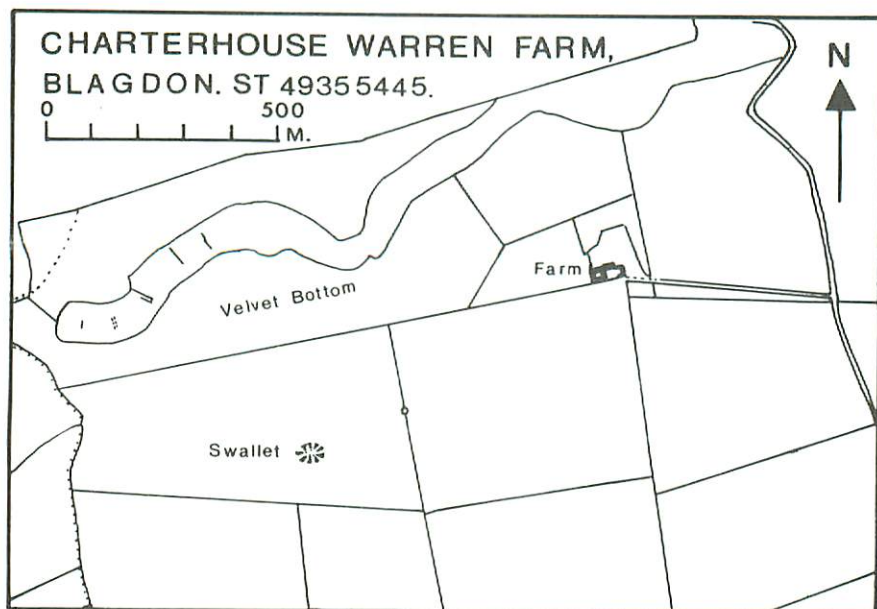 CHARTERHOUSE WARREN FARM,
BLAGDON. ST 49355445.
0 500
M.
N
Farm
Velvet Bottom
Swallet